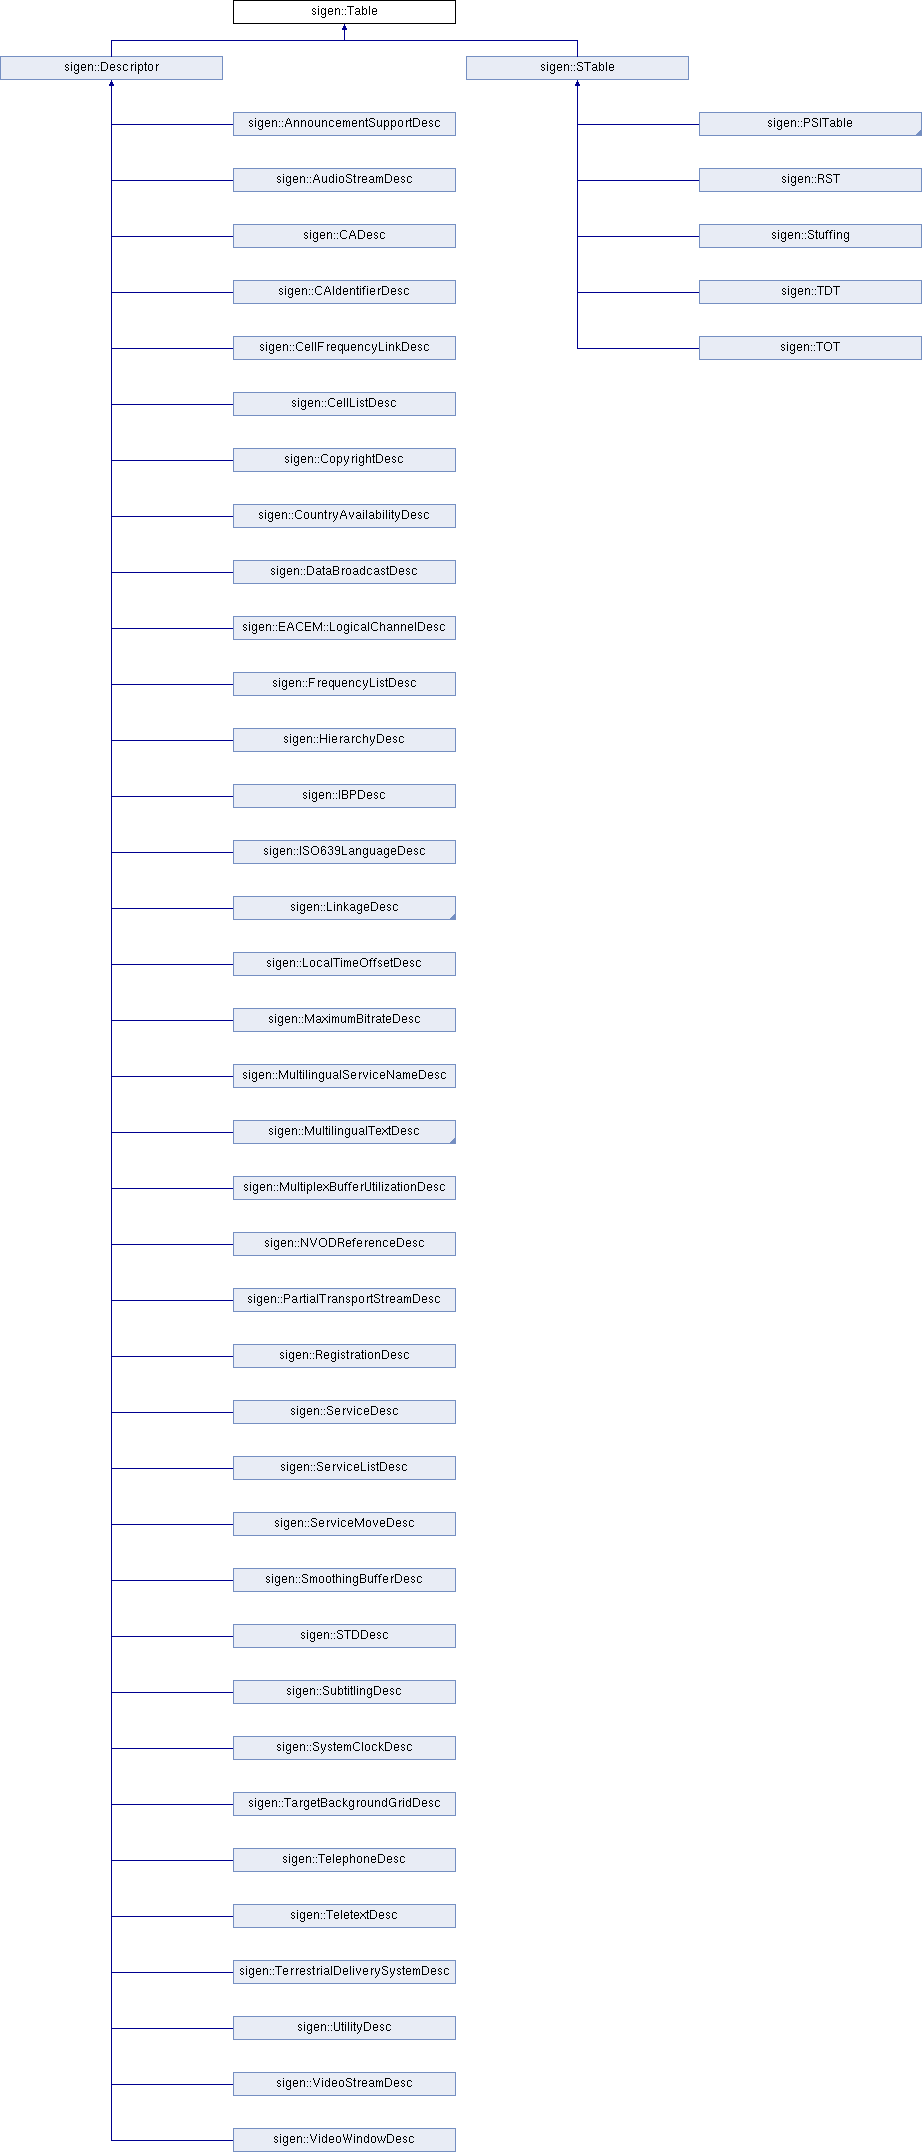 sigen::Table
sigen::Descriptor
sigen::STable
sigen::AnnouncementSupportDesc
sigen::PSITable
sigen::AudioStreamDesc
sigen::RST
sigen::CADesc
sigen::Stuffing
sigen::CAIdentifierDesc
sigen::TDT
sigen::CellFrequencyLinkDesc
sigen::TOT
sigen::CellListDesc
sigen::CopyrightDesc
sigen::CountryAvailabilityDesc
sigen::DataBroadcastDesc
sigen::EACEM::LogicalChannelDesc
sigen::FrequencyListDesc
sigen::HierarchyDesc
sigen::IBPDesc
sigen::ISO639LanguageDesc
sigen::LinkageDesc
sigen::LocalTimeOffsetDesc
sigen::MaximumBitrateDesc
sigen::MultilingualServiceNameDesc
sigen::MultilingualTextDesc
sigen::MultiplexBufferUtilizationDesc
sigen::NVODReferenceDesc
sigen::PartialTransportStreamDesc
sigen::RegistrationDesc
sigen::ServiceDesc
sigen::ServiceListDesc
sigen::ServiceMoveDesc
sigen::SmoothingBufferDesc
sigen::STDDesc
sigen::SubtitlingDesc
sigen::SystemClockDesc
sigen::TargetBackgroundGridDesc
sigen::TelephoneDesc
sigen::TeletextDesc
sigen::TerrestrialDeliverySystemDesc
sigen::UtilityDesc
sigen::VideoStreamDesc
sigen::VideoWindowDesc